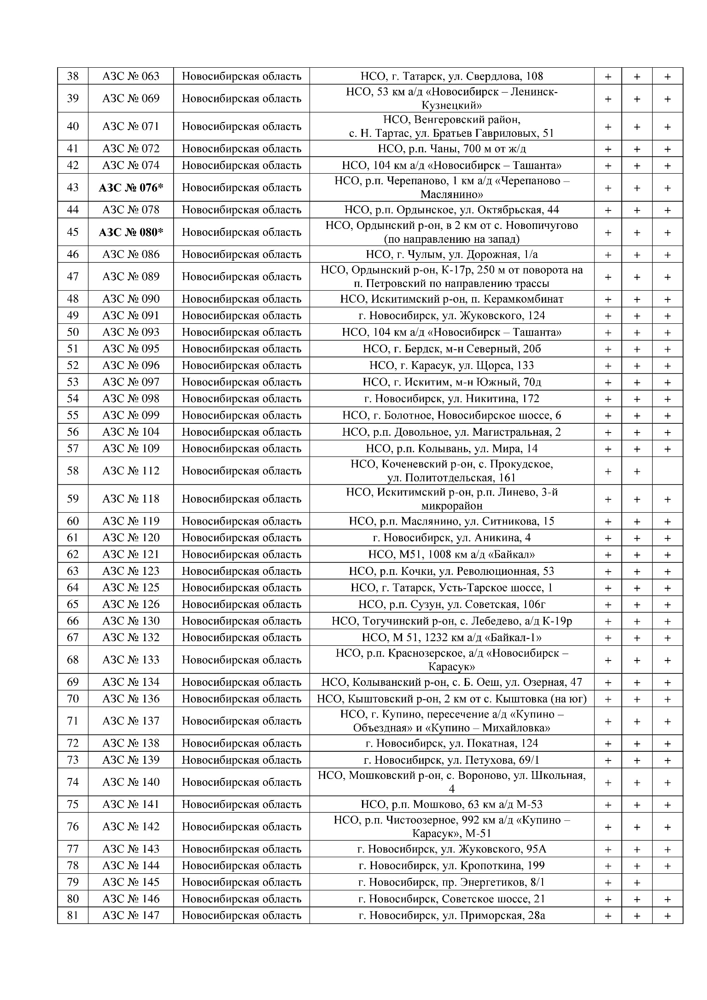 38 АЗС № 063 Новосибирская область НСО, г. Татарск, ул. Свердлова, 108 + + +
39 АЗС № 069 Новосибирская область НСО, 53 км а/д «Новосибирск – Ленинск-
Кузнецкий» + + +
40 АЗС № 071 Новосибирская область НСО, Венгеровский район,
с. Н. Тартас, ул. Братьев Гавриловых, 51 + + +
41 АЗС № 072 Новосибирская область НСО, р.п. Чаны, 700 м от ж/д + + +
42 АЗС № 074 Новосибирская область НСО, 104 км а/д «Новосибирск – Ташанта» + + +
43 АЗС № 076* Новосибирская область НСО, р.п. Черепаново, 1 км а/д «Черепаново –
Маслянино» + + +
44 АЗС № 078 Новосибирская область НСО, р.п. Ордынское, ул. Октябрьская, 44 + + +
45 АЗС № 080* Новосибирская область НСО, Ордынский р-он, в 2 км от с. Новопичугово
(по направлению на запад) + + +
46 АЗС № 086 Новосибирская область НСО, г. Чулым, ул. Дорожная, 1/а + + +
47 АЗС № 089 Новосибирская область НСО, Ордынский р-он, К-17р, 250 м от поворота на
п. Петровский по направлению трассы + + +
48 АЗС № 090 Новосибирская область НСО, Искитимский р-он, п. Керамкомбинат + + +
49 АЗС № 091 Новосибирская область г. Новосибирск, ул. Жуковского, 124 + + +
50 АЗС № 093 Новосибирская область НСО, 104 км а/д «Новосибирск – Ташанта» + + +
51 АЗС № 095 Новосибирская область НСО, г. Бердск, м-н Северный, 20б + + +
52 АЗС № 096 Новосибирская область НСО, г. Карасук, ул. Щорса, 133 + + +
53 АЗС № 097 Новосибирская область НСО, г. Искитим, м-н Южный, 70д + + +
54 АЗС № 098 Новосибирская область г. Новосибирск, ул. Никитина, 172 + + +
55 АЗС № 099 Новосибирская область НСО, г. Болотное, Новосибирское шоссе, 6 + + +
56 АЗС № 104 Новосибирская область НСО, р.п. Довольное, ул. Магистральная, 2 + + +
57 АЗС № 109 Новосибирская область НСО, р.п. Колывань, ул. Мира, 14 + + +
58 АЗС № 112 Новосибирская область НСО, Коченевский р-он, с. Прокудское,
ул. Политотдельская, 161 + +
59 АЗС № 118 Новосибирская область НСО, Искитимский р-он, р.п. Линево, 3-й
микрорайон + + +
60 АЗС № 119 Новосибирская область НСО, р.п. Маслянино, ул. Ситникова, 15 + + +
61 АЗС № 120 Новосибирская область г. Новосибирск, ул. Аникина, 4 + + +
62 АЗС № 121 Новосибирская область НСО, М51, 1008 км а/д «Байкал» + + +
63 АЗС № 123 Новосибирская область НСО, р.п. Кочки, ул. Революционная, 53 + + +
64 АЗС № 125 Новосибирская область НСО, г. Татарск, Усть-Тарское шоссе, 1 + + +
65 АЗС № 126 Новосибирская область НСО, р.п. Сузун, ул. Советская, 106г + + +
66 АЗС № 130 Новосибирская область НСО, Тогучинский р-он, с. Лебедево, а/д К-19р + + +
67 АЗС № 132 Новосибирская область НСО, М 51, 1232 км а/д «Байкал-1» + + +
68 АЗС № 133 Новосибирская область НСО, р.п. Краснозерское, а/д «Новосибирск –
Карасук» + + +
69 АЗС № 134 Новосибирская область НСО, Колыванский р-он, с. Б. Оеш, ул. Озерная, 47 + + +
70 АЗС № 136 Новосибирская область НСО, Кыштовский р-он, 2 км от с. Кыштовка (на юг) + + +
71 АЗС № 137 Новосибирская область НСО, г. Купино, пересечение а/д «Купино –
Объездная» и «Купино – Михайловка» + + +
72 АЗС № 138 Новосибирская область г. Новосибирск, ул. Покатная, 124 + + +
73 АЗС № 139 Новосибирская область г. Новосибирск, ул. Петухова, 69/1 + + +
74 АЗС № 140 Новосибирская область НСО, Мошковский р-он, с. Вороново, ул. Школьная,
4 + + +
75 АЗС № 141 Новосибирская область НСО, р.п. Мошково, 63 км а/д М-53 + + +
76 АЗС № 142 Новосибирская область НСО, р.п. Чистоозерное, 992 км а/д «Купино –
Карасук», М-51 + + +
77 АЗС № 143 Новосибирская область г. Новосибирск, ул. Жуковского, 95А + + +
78 АЗС № 144 Новосибирская область г. Новосибирск, ул. Кропоткина, 199 + + +
79 АЗС № 145 Новосибирская область г. Новосибирск, пр. Энергетиков, 8/1 + +
80 АЗС № 146 Новосибирская область г. Новосибирск, Советское шоссе, 21 + + +
81 АЗС № 147 Новосибирская область г. Новосибирск, ул. Приморская, 28а + + +